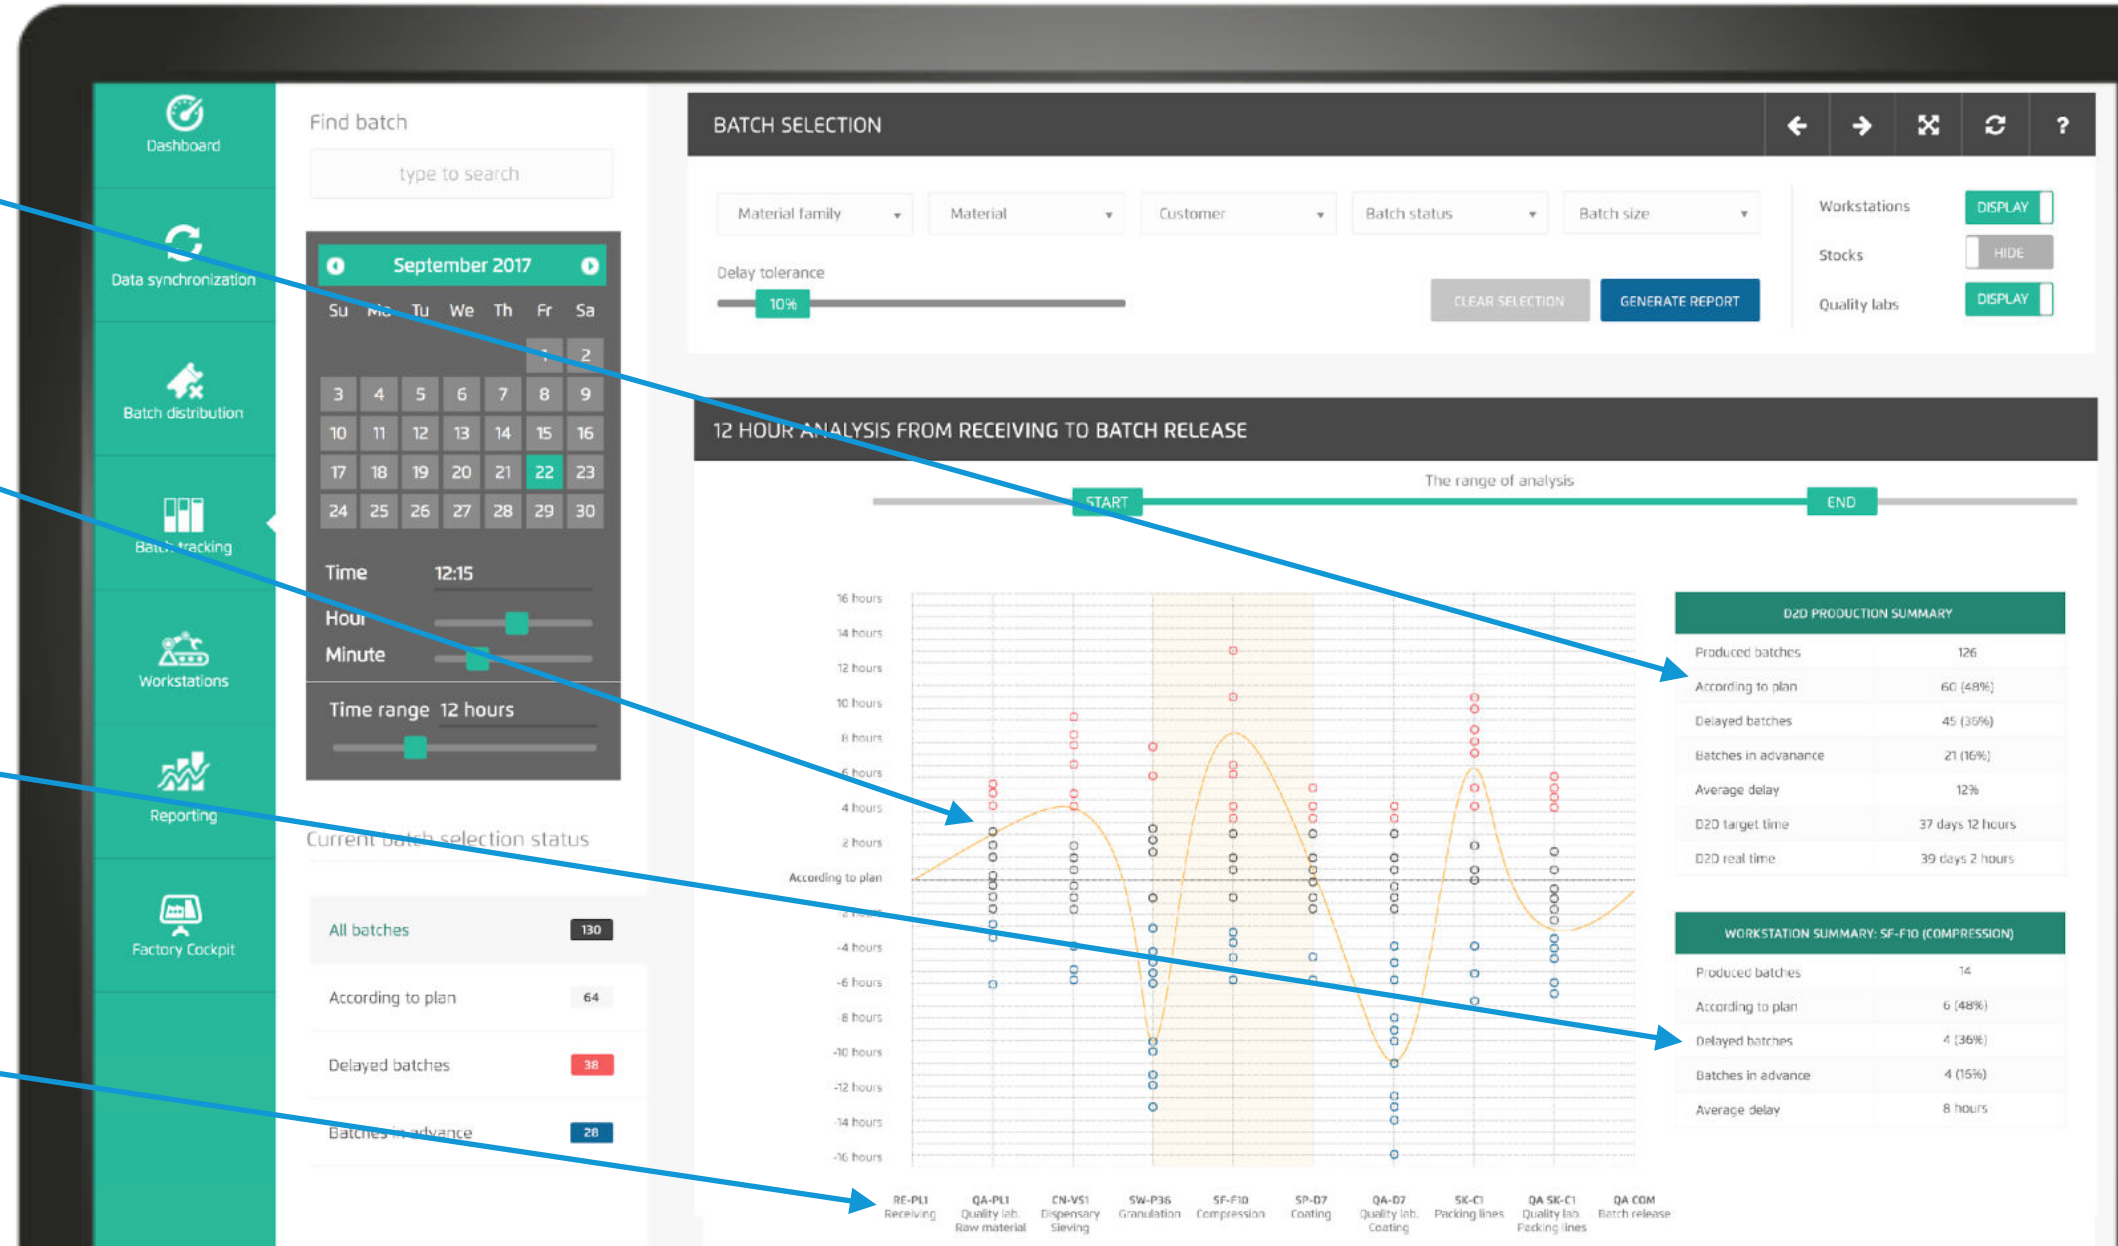 Dashboard
Data synchronization
Batch distribution
Batch tracking
Workstations
Reporting
Factory Cockpit
Find batch
type to search
September 2017
Su Mo Tu We Th Fr Sa
1 2
3 4 5 6 7 8 9
10 11 12 13 14 15 16
17 18 19 20 21 22 23
24 25 26 27 28 29 30
Time 12:15
Hour
Minute
Time range 12 hours
Current batch selection status
All batches 130
According to plan 64
Delayed batches 38
Batches in advance 28
BATCH SELECTION ?
Material family Material Customer Batch status Batch size
Delay tolerance
10%
CLEAR SELECTION GENERATE REPORT
Workstations DISPLAY
Stocks HIDE
Quality labs DISPLAY
12 HOUR ANALYSIS FROM RECEIVING TO BATCH RELEASE
The range of analysis
START END
16 hours
14 hours
12 hours
10 hours
8 hours
6 hours
4 hours
2 hours
According to plan
-2 hours
-4 hours
-6 hours
-8 hours
-10 hours
-12 hours
-14 hours
-16 hours
RE-PL1 QA-PL1 CN-VS1 SW-P36 SF-F10 SP-D7 QA-D7 SK-C1 QA SK-C1 QA COM
Receiving Quality lab. Dispensary Granulation Compression Coating Quality lab. Packing lines Quality lab. Batch release
Raw material Sieving Coating Packing lines
D2D PRODUCTION SUMMARY
Produced batches 126
According to plan 60 (48%)
Delayed batches 45 (36%)
Batches in advanance 21 (16%)
Average delay 12%
D2D target time 37 days 12 hours
D2D real time 39 days 2 hours
WORKSTATION SUMMARY: SF-F10 (COMPRESSION)
Produced batches 14
According to plan 6 (48%)
Delayed batches 4 (36%)
Batches in advance 4 (16%)
Average delay 8 hours